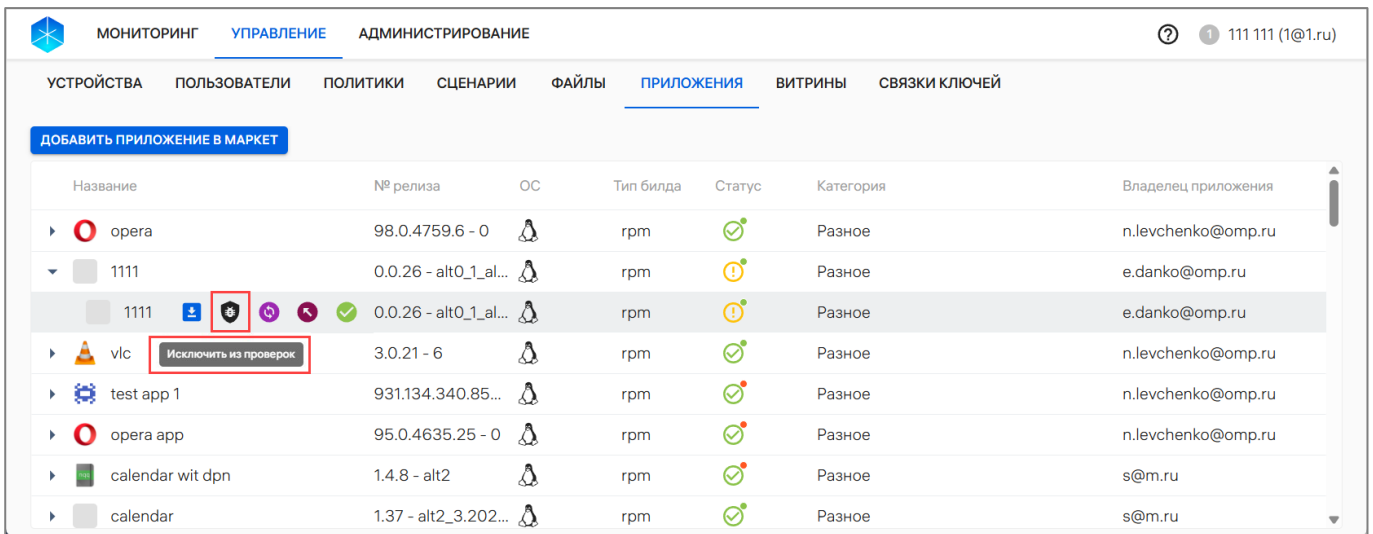 МОНИТОРИНГ УПРАВЛЕНИЕ АДМИНИСТРИРОВАНИЕ ? 1 111 111 (1@1.ru)
УСТРОЙСТВА ПОЛЬЗОВАТЕЛИ ПОЛИТИКИ СЦЕНАРИИ ФАЙЛЫ ПРИЛОЖЕНИЯ ВИТРИНЫ СВЯЗКИ КЛЮЧЕЙ
ДОБАВИТЬ ПРИЛОЖЕНИЕ В МАРКЕТ
Название № релиза ОС Тип билда Статус Категория Владелец приложения
opera 98.0.4759.6 - 0 rpm Разное n.levchenko@omp.ru
1111 0.0.26 - alt0_1_al... rpm Разное e.danko@omp.ru
1111 0.0.26 - alt0_1_al... rpm Разное e.danko@omp.ru
vlc Исключить из проверок 3.0.21 - 6 rpm Разное n.levchenko@omp.ru
test app 1 931.134.340.85... rpm Разное n.levchenko@omp.ru
opera app 95.0.4635.25 - 0 rpm Разное n.levchenko@omp.ru
calendar wit dpn 1.4.8 - alt2 rpm Разное s@m.ru
calendar 1.37 - alt2_3.202... rpm Разное s@m.ru